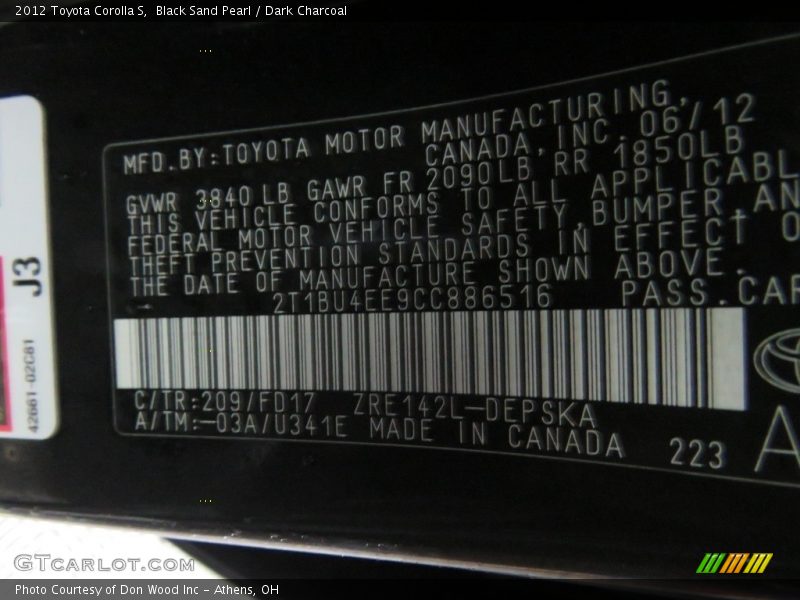 2012 Toyota Corolla S,  Black Sand Pearl / Dark Charcoal
MFD.BY:TOYOTA MOTOR MANUFACTURING,
CANADA,INC. 06/12
GVWR 3840 LB GAWR FR 2090LB RR 1850LB
THIS VEHICLE CONFORMS TO ALL APPLICABL
FEDERAL MOTOR VEHICLE SAFETY,BUMPER,AN
THEFT PREVENTION STANDARDS IN EFFECT O
THE DATE OF MANUFACTURE SHOWN ABOVE.
2T1BU4EE9CC886516 PASS.CAR
C/TR:209/FD17 ZRE142L-DEPSKA
A/TM:-03A/U341E MADE IN CANADA 223
A
J3
42661-02C81
GTCARLOT.COM
Photo Courtesy of Don Wood Inc - Athens, OH